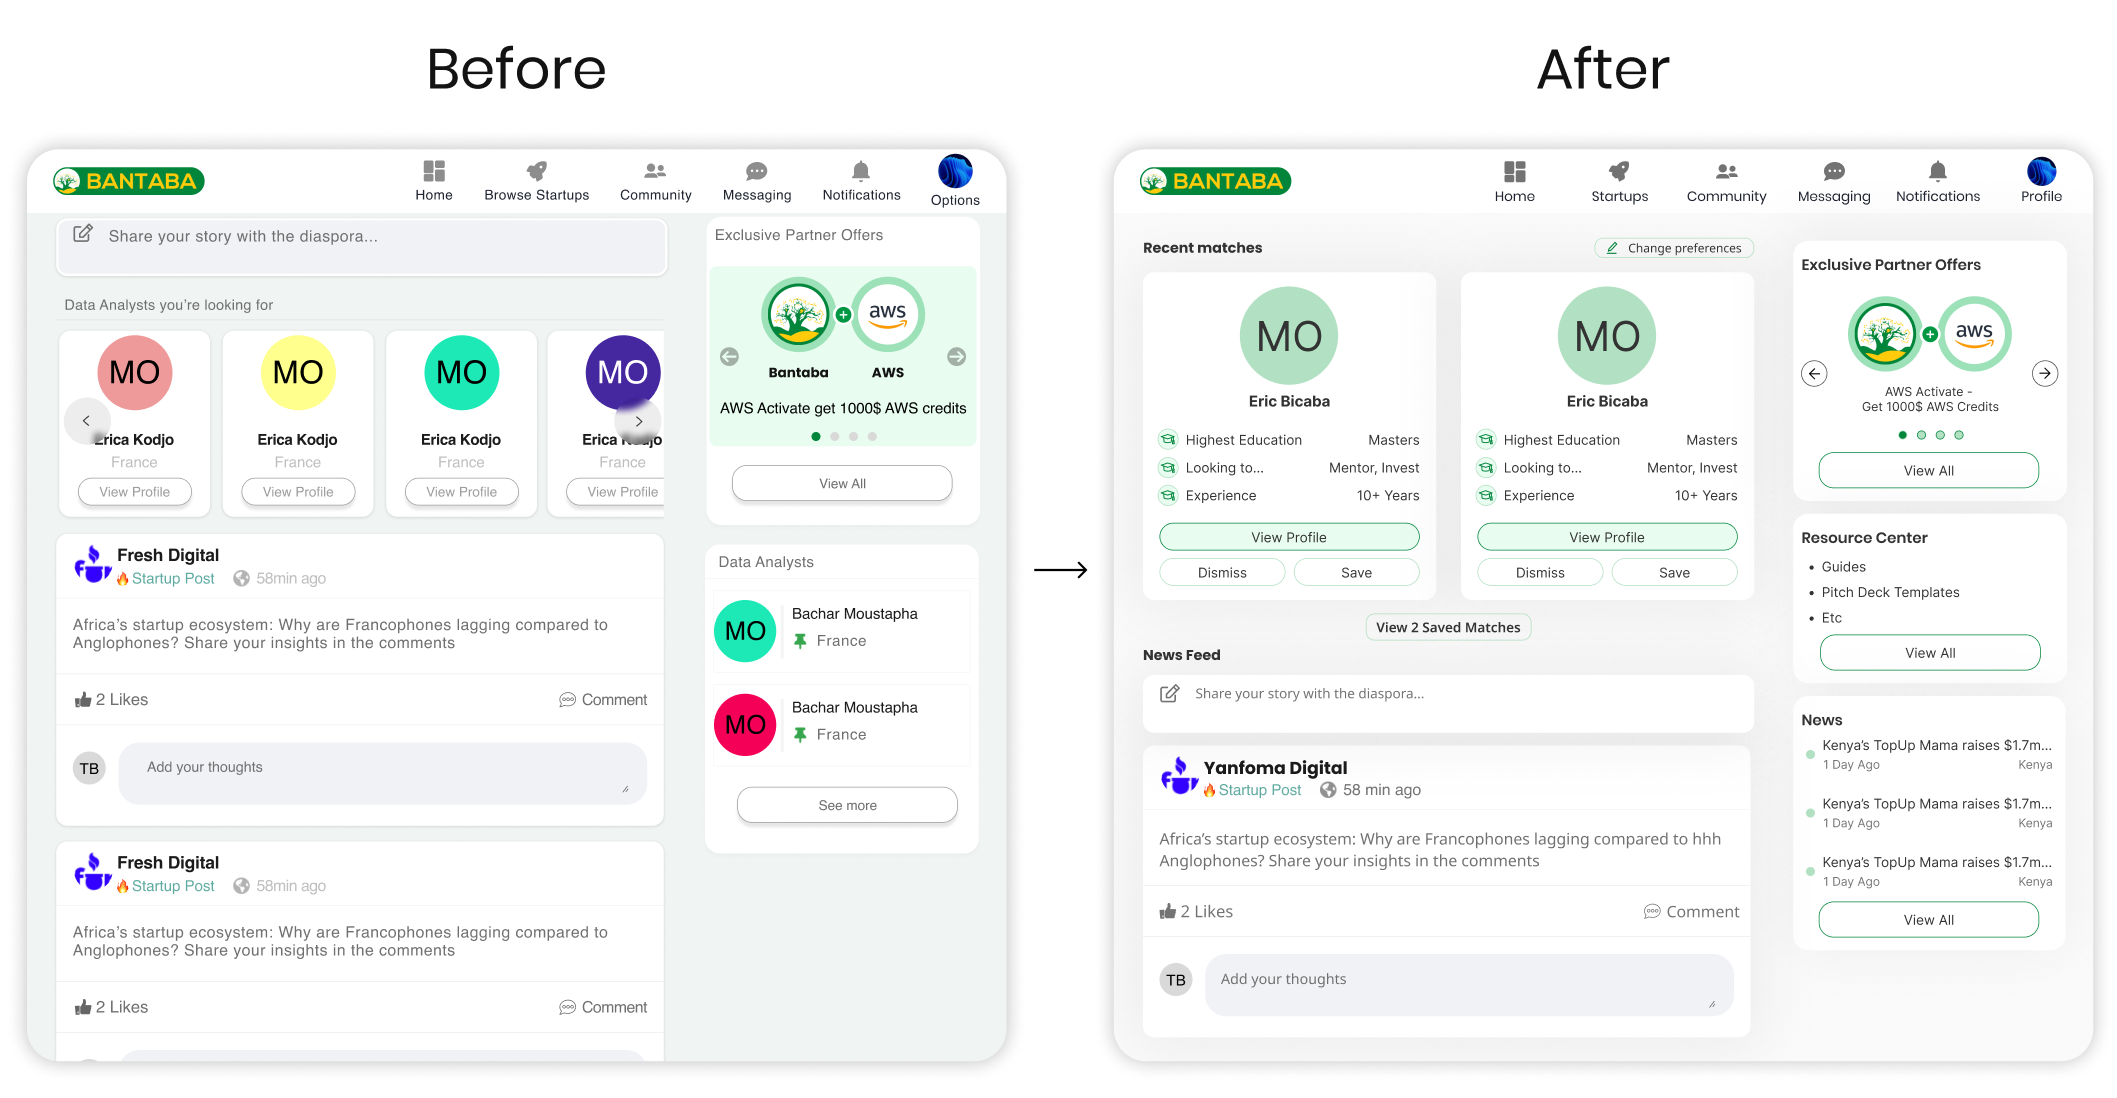 Before
After
BANTABA
Home
Browse Startups
Community
Messaging
Notifications
Options
Share your story with the diaspora...
Data Analysts you're looking for
MO
Erica Kodjo
France
View Profile
MO
Erica Kodjo
France
View Profile
MO
Erica Kodjo
France
View Profile
MO
Erica Kodjo
France
View Profile
Fresh Digital
Startup Post
58min ago
Africa's startup ecosystem: Why are Francophones lagging compared to
Anglophones? Share your insights in the comments
2 Likes
Comment
TB
Add your thoughts
Fresh Digital
Startup Post
58min ago
Africa's startup ecosystem: Why are Francophones lagging compared to
Anglophones? Share your insights in the comments
2 Likes
Comment
Exclusive Partner Offers
aws
Bantaba
AWS
AWS Activate get 1000$ AWS credits
View All
Data Analysts
MO
Bachar Moustapha
France
MO
Bachar Moustapha
France
See more
BANTABA
Home
Startups
Community
Messaging
Notifications
Profile
Recent matches
Change preferences
MO
Eric Bicaba
Highest Education
Masters
Looking to...
Mentor, Invest
Experience
10+ Years
View Profile
Dismiss
Save
MO
Eric Bicaba
Highest Education
Masters
Looking to...
Mentor, Invest
Experience
10+ Years
View Profile
Dismiss
Save
View 2 Saved Matches
News Feed
Share your story with the diaspora...
Yanfoma Digital
Startup Post
58 min ago
Africa's startup ecosystem: Why are Francophones lagging compared to hhh
Anglophones? Share your insights in the comments
2 Likes
Comment
TB
Add your thoughts
Exclusive Partner Offers
aws
AWS Activate -
Get 1000$ AWS Credits
View All
Resource Center
• Guides
• Pitch Deck Templates
• Etc
View All
News
Kenya's TopUp Mama raises $1.7m...
1 Day Ago
Kenya
Kenya's TopUp Mama raises $1.7m...
1 Day Ago
Kenya
Kenya's TopUp Mama raises $1.7m...
1 Day Ago
Kenya
View All